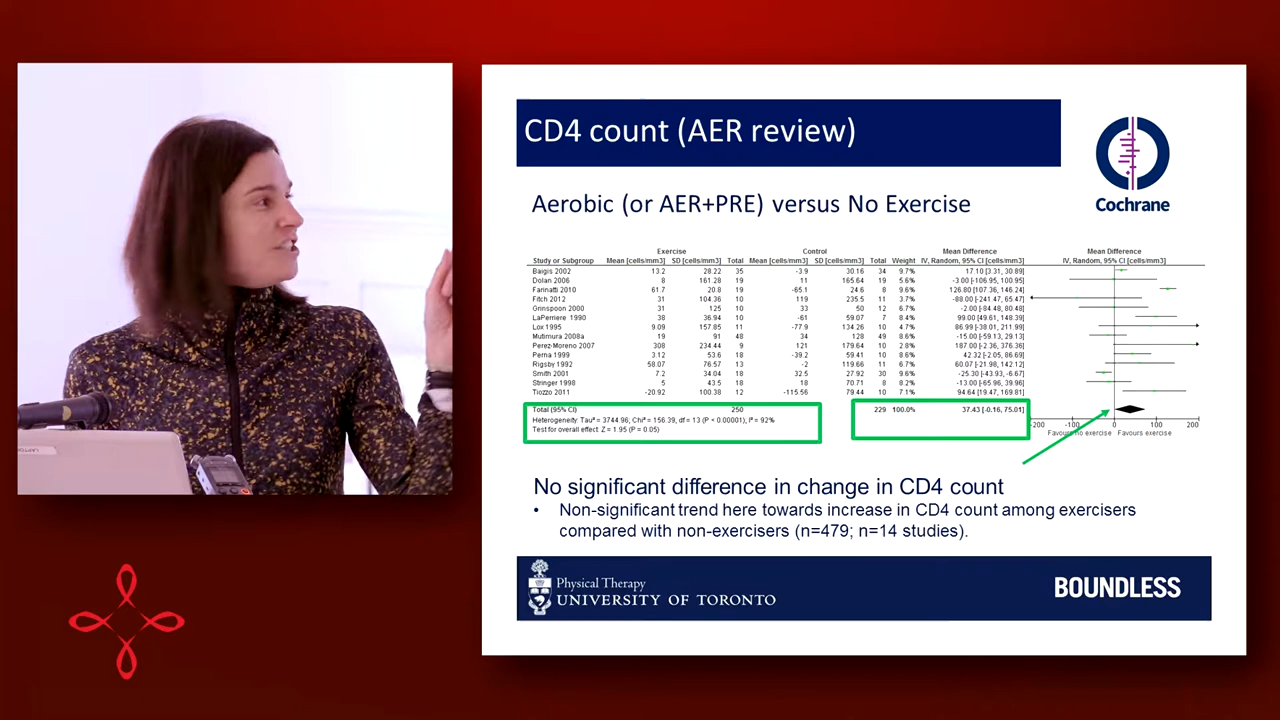 CD4 count (AER review)
Cochrane
Aerobic (or AER+PRE) versus No Exercise
Exercise Control Mean Difference Mean Difference
Study or Subgroup Mean [cells/mm3] SD [cells/mm3] Total Mean [cells/mm3] SD [cells/mm3] Total Weight IV, Random, 95% CI [cells/mm3] IV, Random, 95% CI [cells/mm3]
Baigis 2002 13.2 28.22 35 -3.9 30.16 34 9.7% 17.10 [3.31, 30.89]
Dolan 2006 8 161.28 19 11 165.64 19 5.6% -3.00 [-106.95, 100.95]
Farinatti 2010 61.7 20.8 19 -65.1 24.6 8 9.6% 126.80 [107.36, 146.24]
Fitch 2012 31 104.36 10 119 235.5 11 3.7% -88.00 [-241.47, 65.47]
Grinspoon 2000 31 125 10 33 50 12 6.7% -2.00 [-84.48, 80.48]
LaPerriere 1990 38 36.94 10 -61 59.07 7 8.4% 99.00 [49.61, 148.39]
Lox 1995 9.09 157.85 11 -77.9 134.26 10 4.7% 86.99 [-38.01, 211.99]
Mutimura 2008a 19 91 48 34 128 49 8.6% -15.00 [-59.13, 29.13]
Perez-Moreno 2007 308 234.44 9 121 179.64 10 2.8% 187.00 [-2.36, 376.36]
Perna 1999 3.12 53.6 18 -39.2 59.41 10 8.6% 42.32 [-2.05, 86.69]
Rigsby 1992 58.07 76.57 13 -2 119.66 11 6.7% 60.07 [-21.98, 142.12]
Smith 2001 7.2 34.04 18 32.5 27.92 30 9.6% -25.30 [-43.93, -6.67]
Stringer 1998 5 43.5 18 18 70.71 8 8.2% -13.00 [-65.96, 39.96]
Tiozzo 2011 -20.92 100.38 12 -115.56 79.44 10 7.1% 94.64 [19.47, 169.81]
Total (95% CI) 250 229 100.0% 37.43 [-0.16, 75.01]
Heterogeneity: Tau² = 3744.96, Chi² = 156.39, df = 13 (P < 0.00001), I² = 92%
Test for overall effect: Z = 1.95 (P = 0.05)
-200 -100 0 100 200
Favours no exercise Favours exercise
No significant difference in change in CD4 count
• Non-significant trend here towards increase in CD4 count among exercisers
compared with non-exercisers (n=479; n=14 studies).
Physical Therapy
UNIVERSITY OF TORONTO
BOUNDLESS